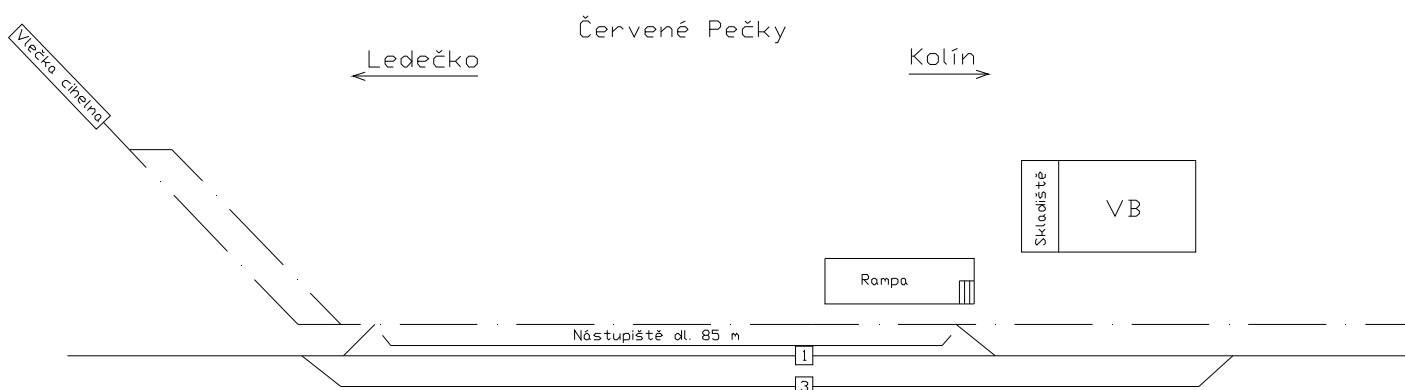 Červené Pečky
Ledečko
Kolín
Vlečka cihelna
Skladiště
VB
Rampa
Nástupiště dl. 85 m
1
3